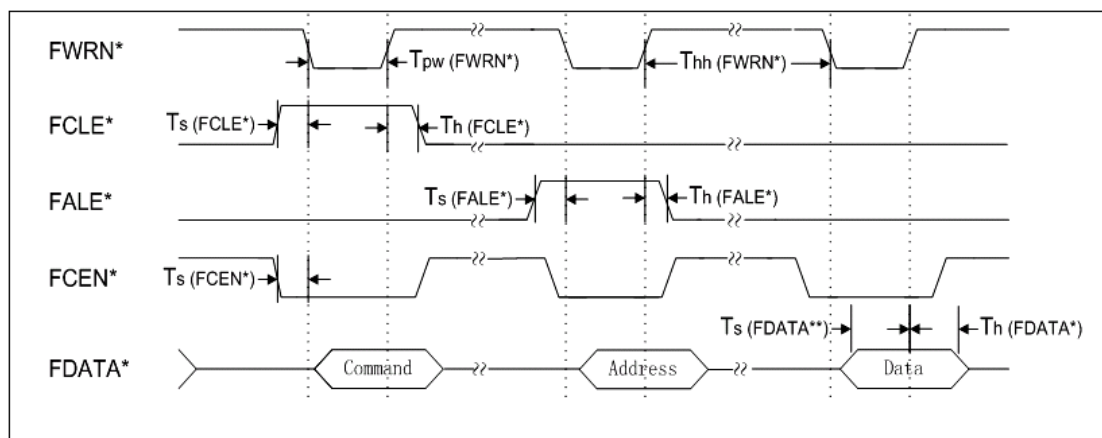 FWRN*
Tpw (FWRN*)
Thh (FWRN*)
FCLE*
Ts (FCLE*)
Th (FCLE*)
FALE*
Ts (FALE*)
Th (FALE*)
FCEN*
Ts (FCEN*)
Ts (FDATA**)
Th (FDATA*)
FDATA*
Command
Address
Data